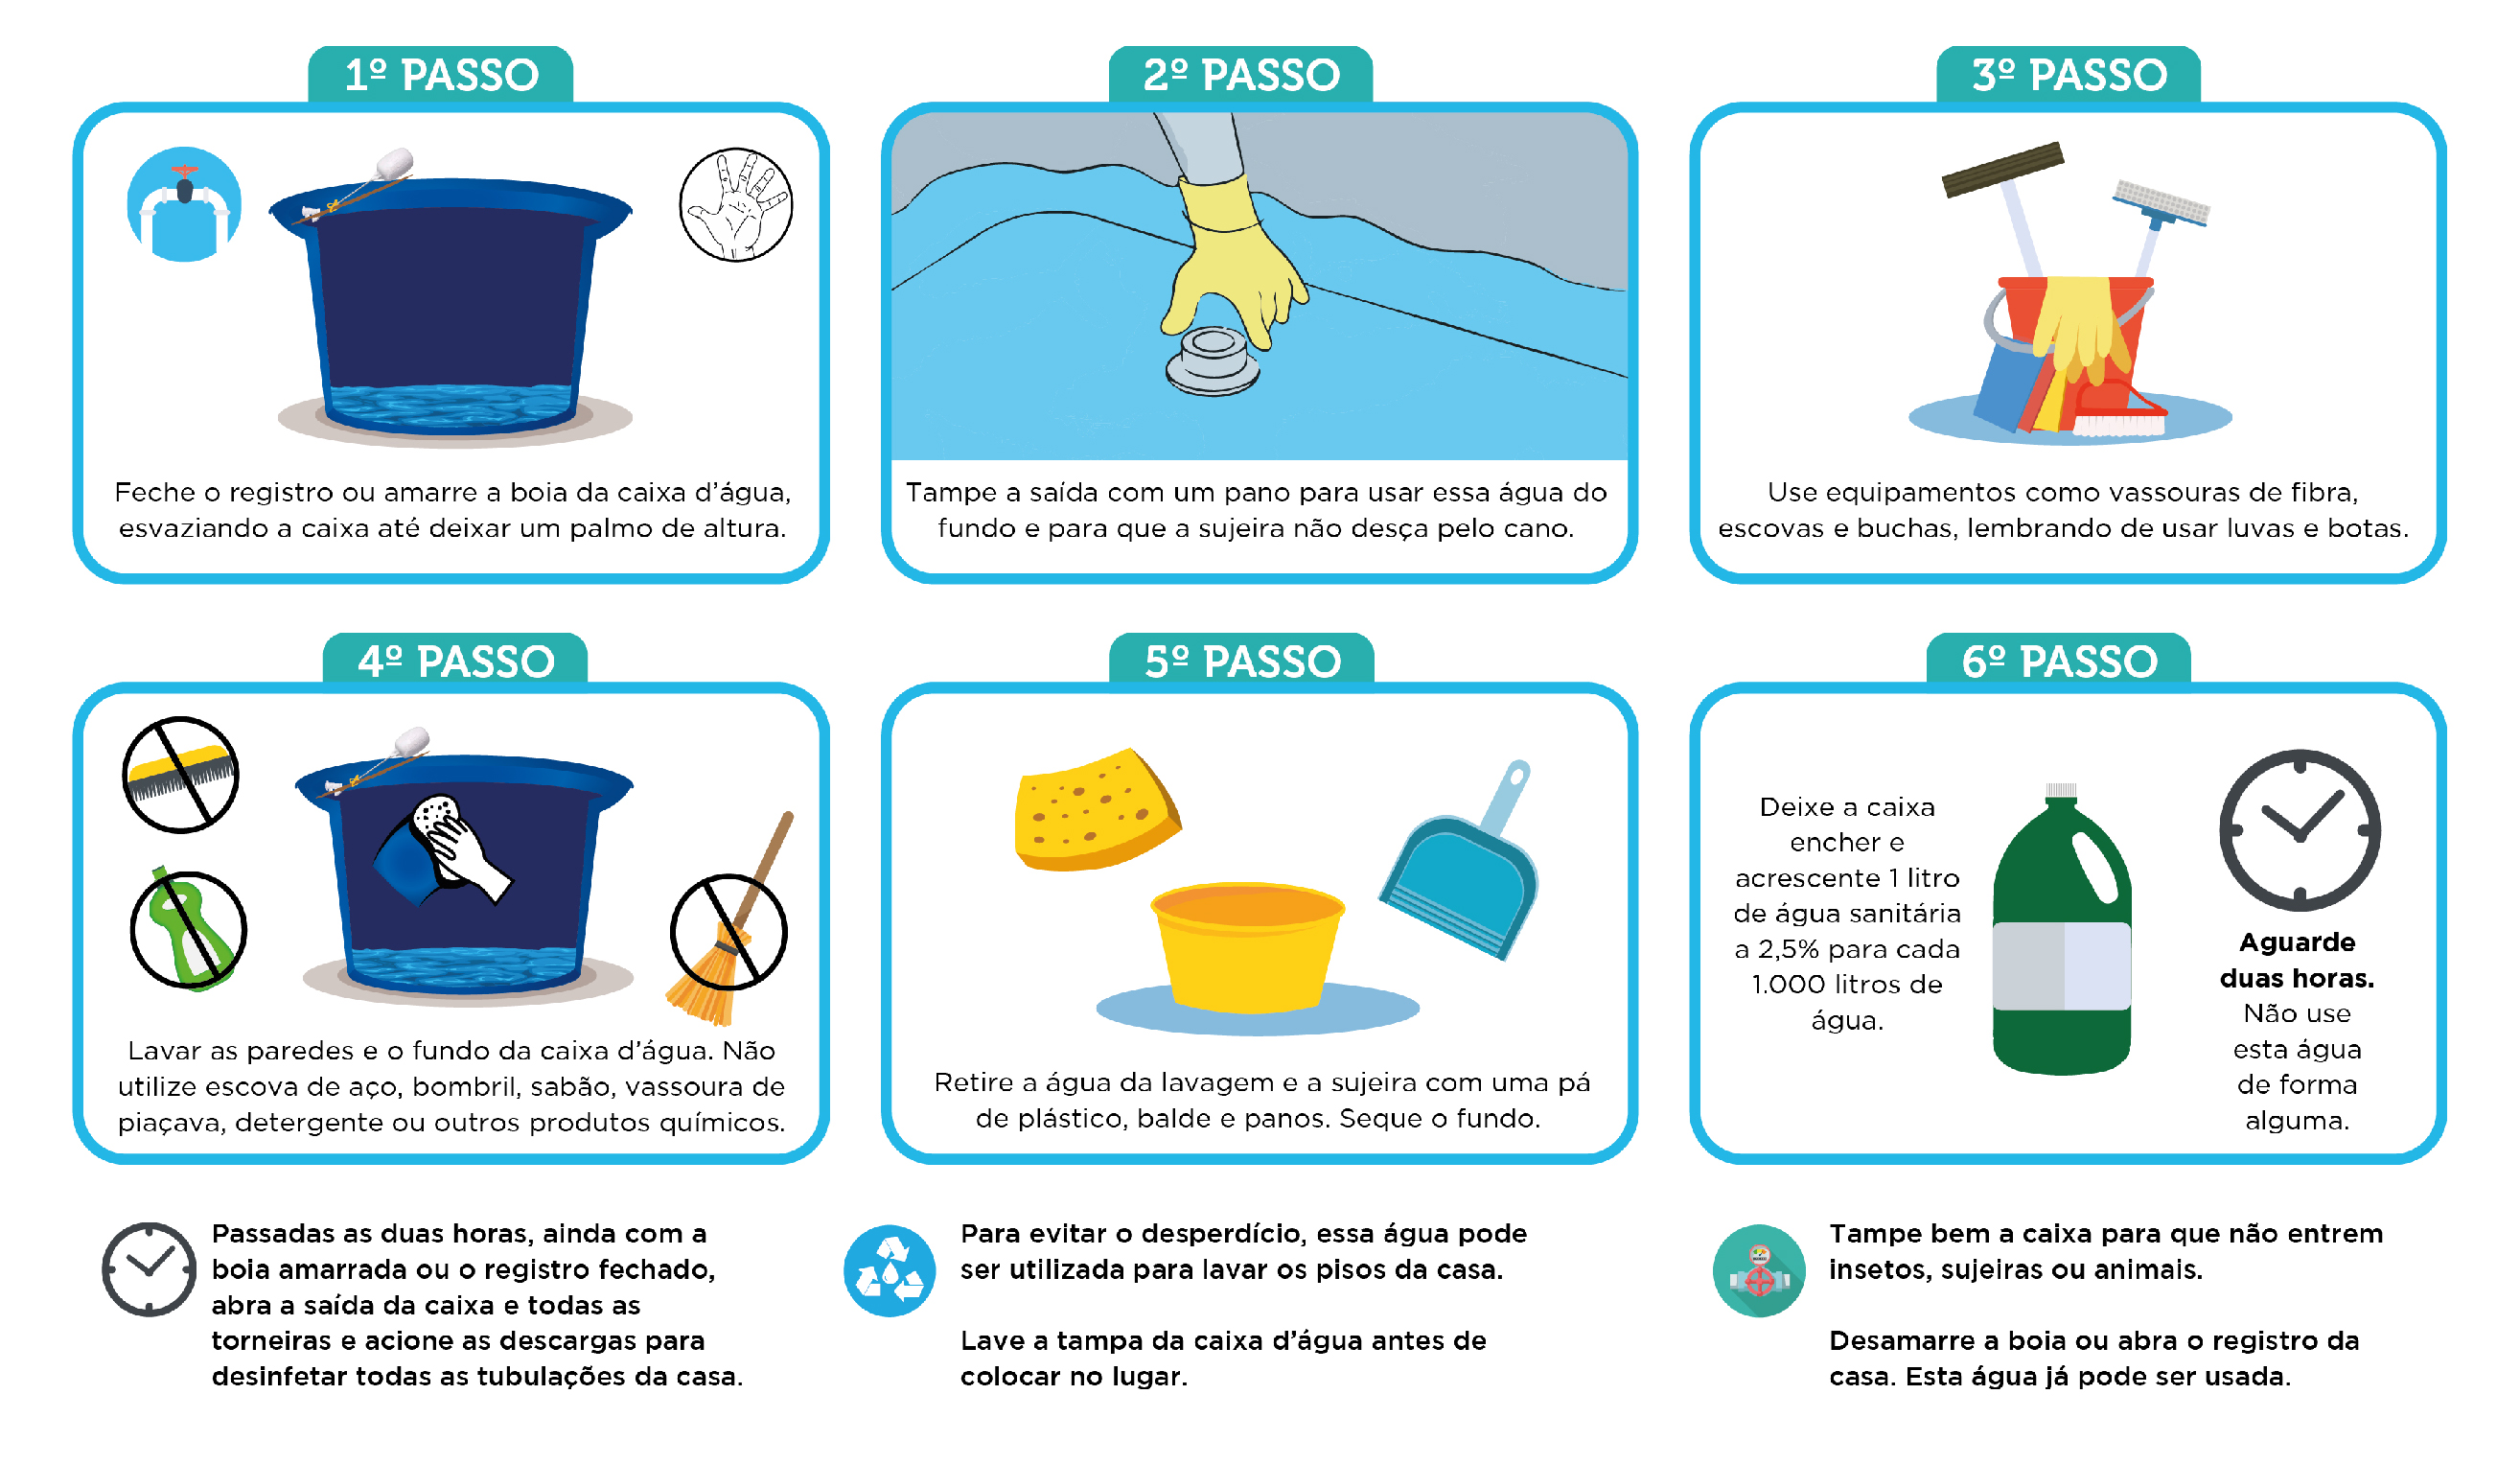 1º PASSO
Feche o registro ou amarre a boia da caixa d'água,
esvaziando a caixa até deixar um palmo de altura.
2º PASSO
Tampe a saída com um pano para usar essa água do
fundo e para que a sujeira não desça pelo cano.
3º PASSO
Use equipamentos como vassouras de fibra,
escovas e buchas, lembrando de usar luvas e botas.
4º PASSO
Lavar as paredes e o fundo da caixa d'água. Não
utilize escova de aço, bombril, sabão, vassoura de
piaçava, detergente ou outros produtos químicos.
5º PASSO
Retire a água da lavagem e a sujeira com uma pá
de plástico, balde e panos. Seque o fundo.
6º PASSO
Deixe a caixa
encher e
acrescente 1 litro
de água sanitária
a 2,5% para cada
1.000 litros de
água.
Aguarde
duas horas.
Não use
esta água
de forma
alguma.
Passadas as duas horas, ainda com a
boia amarrada ou o registro fechado,
abra a saída da caixa e todas as
torneiras e acione as descargas para
desinfetar todas as tubulações da casa.
Para evitar o desperdício, essa água pode
ser utilizada para lavar os pisos da casa.
Lave a tampa da caixa d'água antes de
colocar no lugar.
Tampe bem a caixa para que não entrem
insetos, sujeiras ou animais.
Desamarre a boia ou abra o registro da
casa. Esta água já pode ser usada.